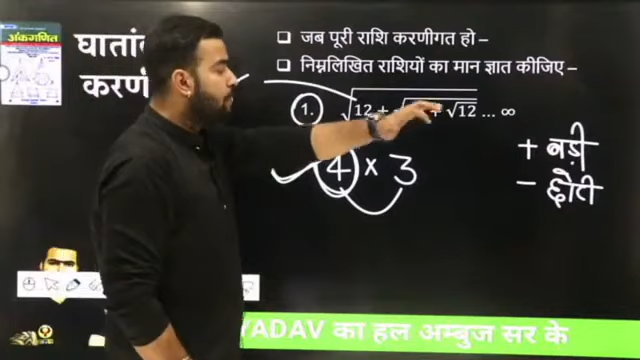 अंकगणित
घातां
करणी
❑ जब पूरी राशि करणीगत हो –
❑ निम्नलिखित राशियों का मान ज्ञात कीजिए –
1. √12 + √12 ... ∞
4 × 3
+ बड़ी
− छोटी
YADAV का हल अम्बुज सर के